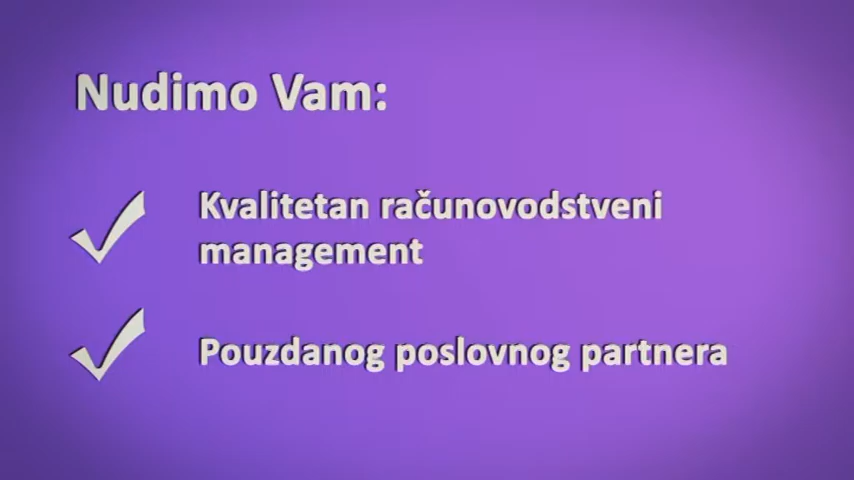 Nudimo Vam:
Kvalitetan računovodstveni
management
Pouzdanog poslovnog partnera